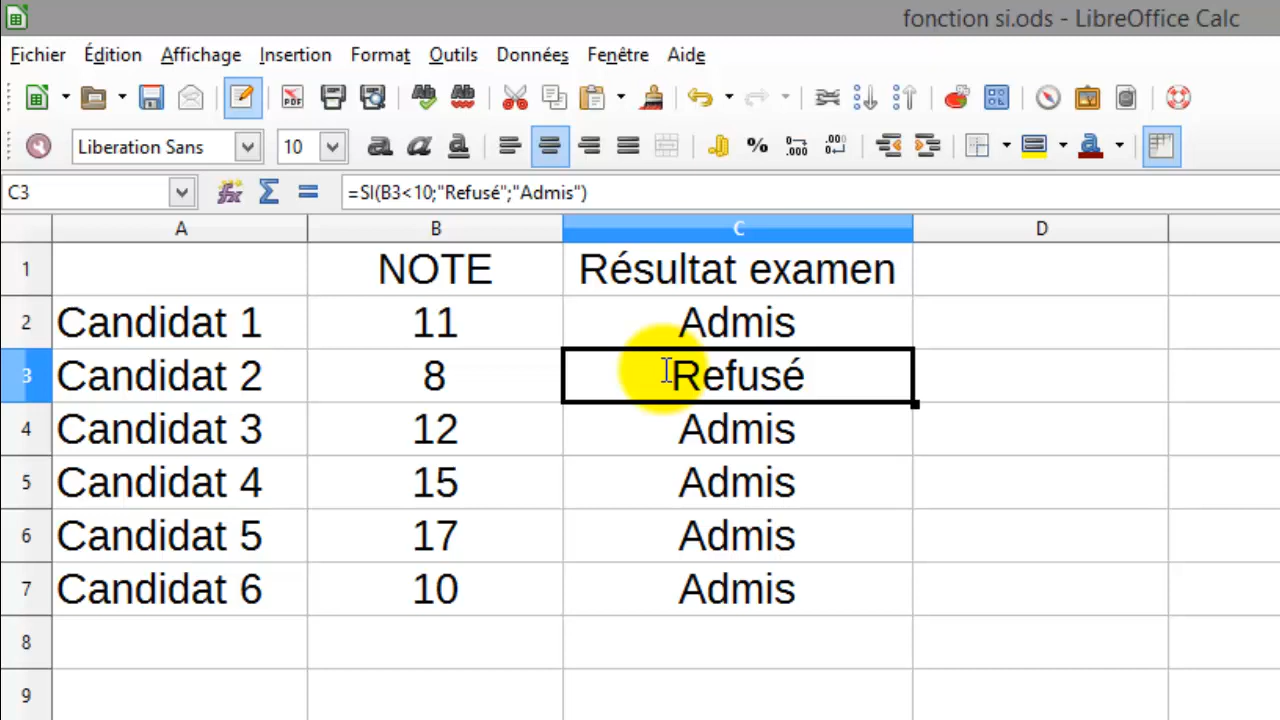 fonction si.ods - LibreOffice Calc
Fichier Édition Affichage Insertion Format Outils Données Fenêtre Aide
Liberation Sans 10
C3 =SI(B3<10;"Refusé";"Admis")
A B C D
1 NOTE Résultat examen
2 Candidat 1 11 Admis
3 Candidat 2 8 Refusé
4 Candidat 3 12 Admis
5 Candidat 4 15 Admis
6 Candidat 5 17 Admis
7 Candidat 6 10 Admis
8
9